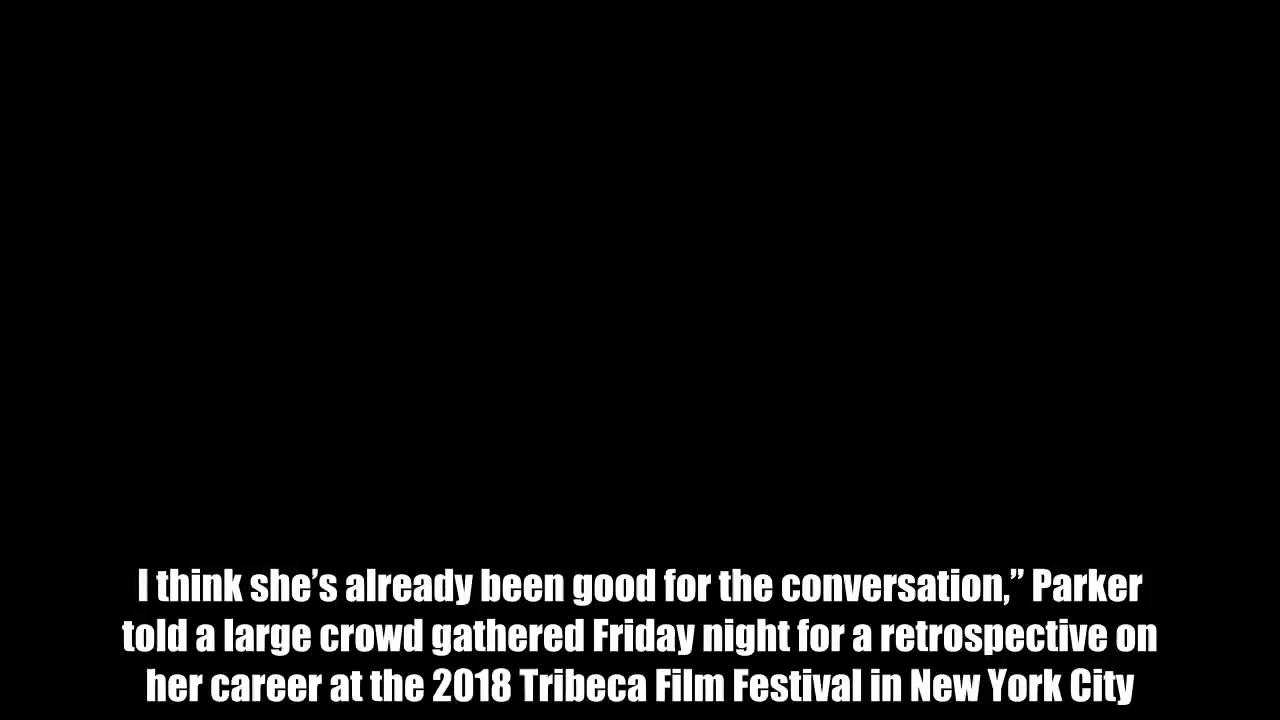 I think she’s already been good for the conversation,” Parker
told a large crowd gathered Friday night for a retrospective on
her career at the 2018 Tribeca Film Festival in New York City